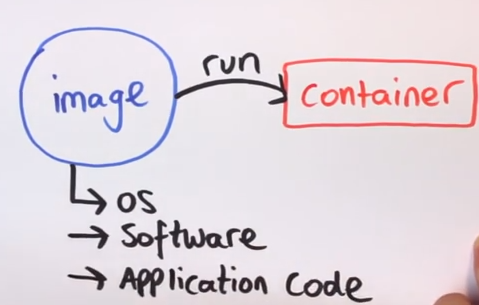 image
run
container
OS
Software
Application Code